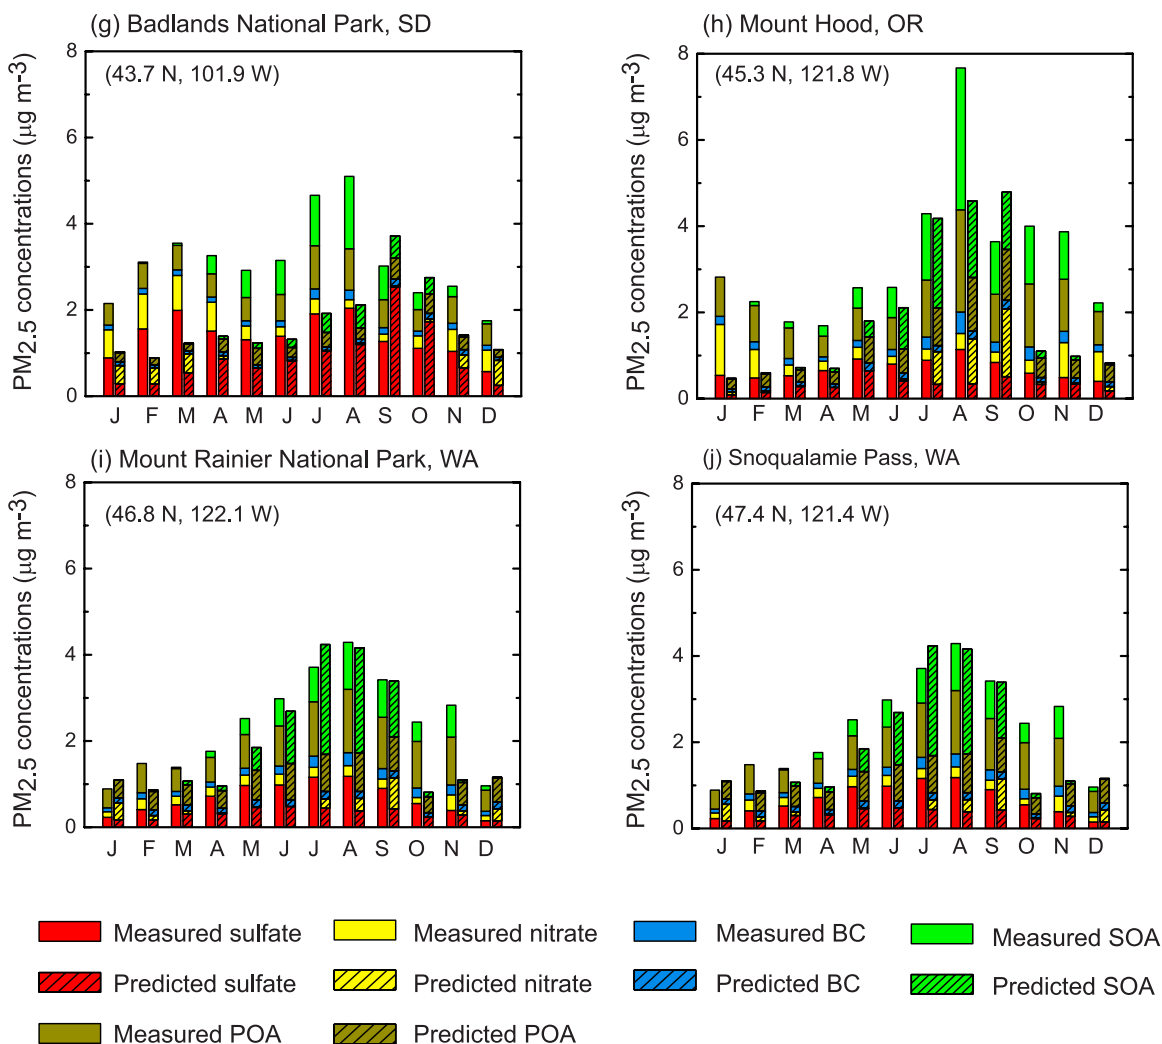 (g) Badlands National Park, SD
(h) Mount Hood, OR
8
(43.7 N, 101.9 W)
6
4
2
0
PM2.5 concentrations (μg m-3)
J F M A M J J A S O N D
8
(45.3 N, 121.8 W)
6
4
2
0
PM2.5 concentrations (μg m-3)
J F M A M J J A S O N D
(i) Mount Rainier National Park, WA
(j) Snoqualamie Pass, WA
8
(46.8 N, 122.1 W)
6
4
2
0
PM2.5 concentrations (μg m-3)
J F M A M J J A S O N D
8
(47.4 N, 121.4 W)
6
4
2
0
PM2.5 concentrations (μg m-3)
J F M A M J J A S O N D
Measured sulfate
Measured nitrate
Measured BC
Measured SOA
Predicted sulfate
Predicted nitrate
Predicted BC
Predicted SOA
Measured POA
Predicted POA